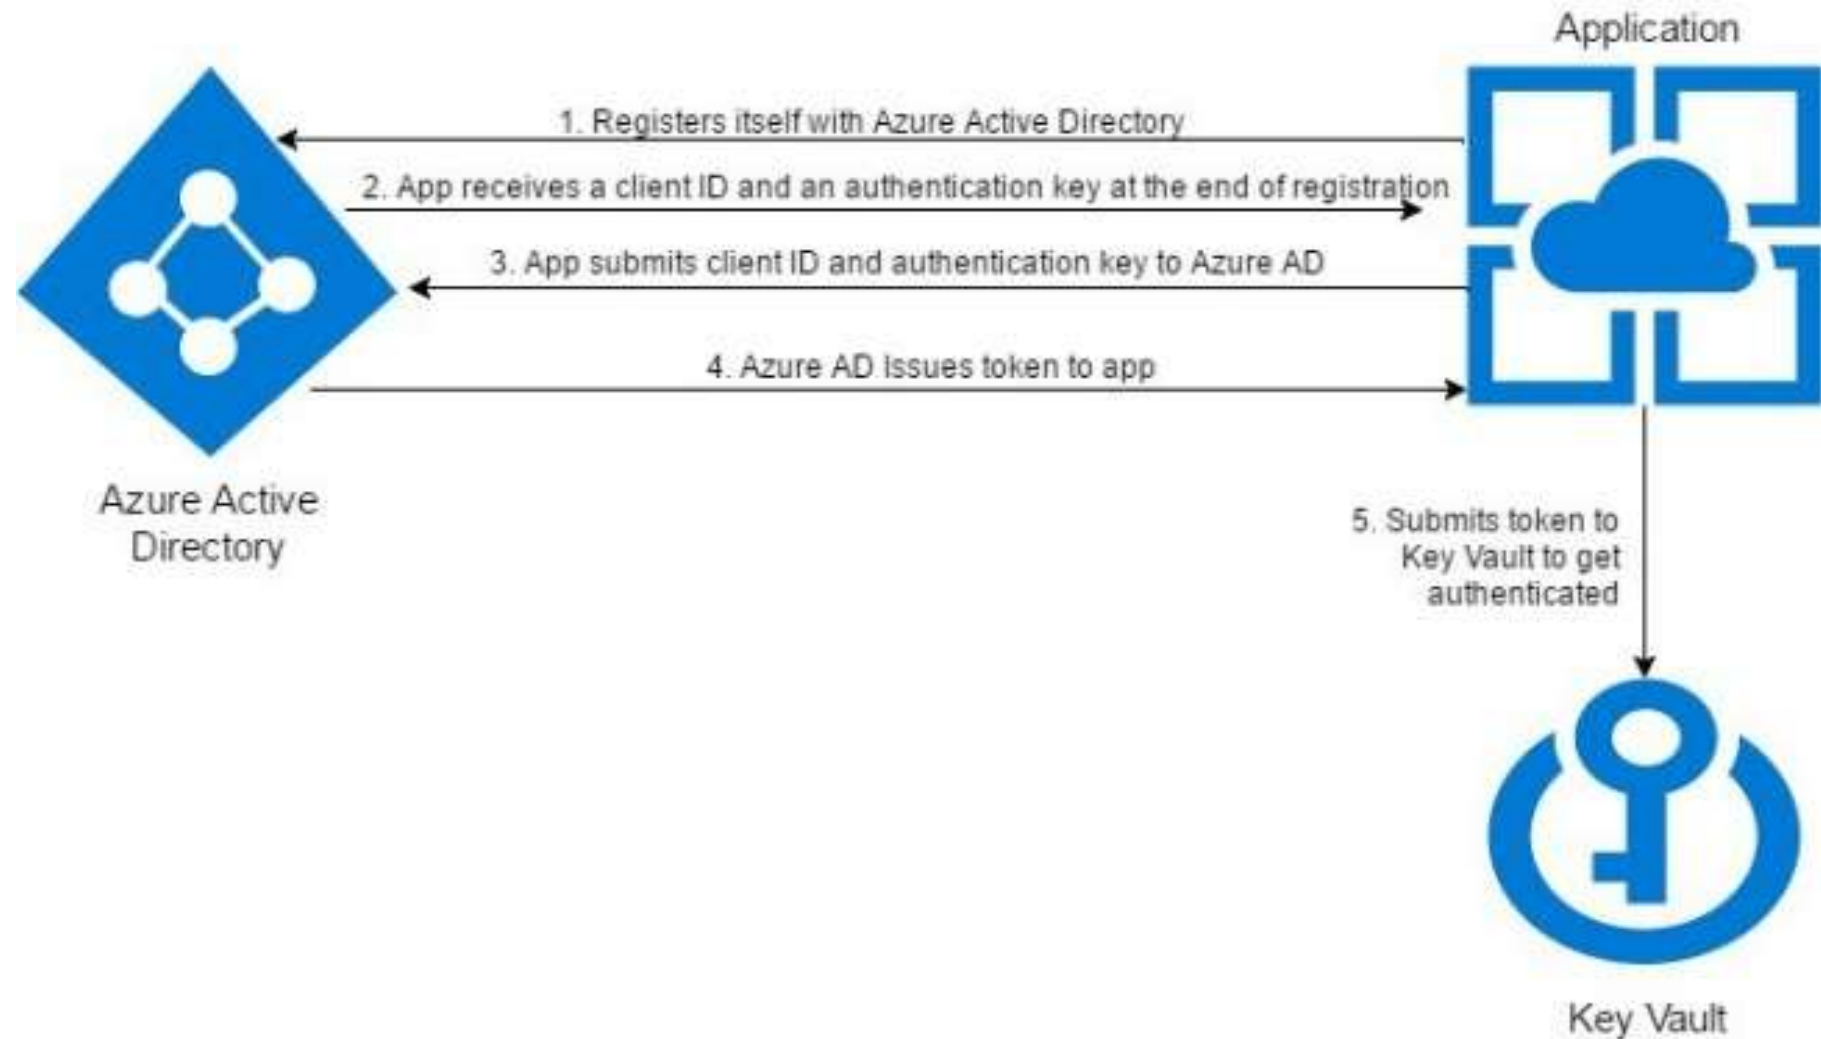 Application
1. Registers itself with Azure Active Directory
2. App receives a client ID and an authentication key at the end of registration
3. App submits client ID and authentication key to Azure AD
4. Azure AD Issues token to app
Azure Active
Directory
5. Submits token to
Key Vault to get
authenticated
Key Vault